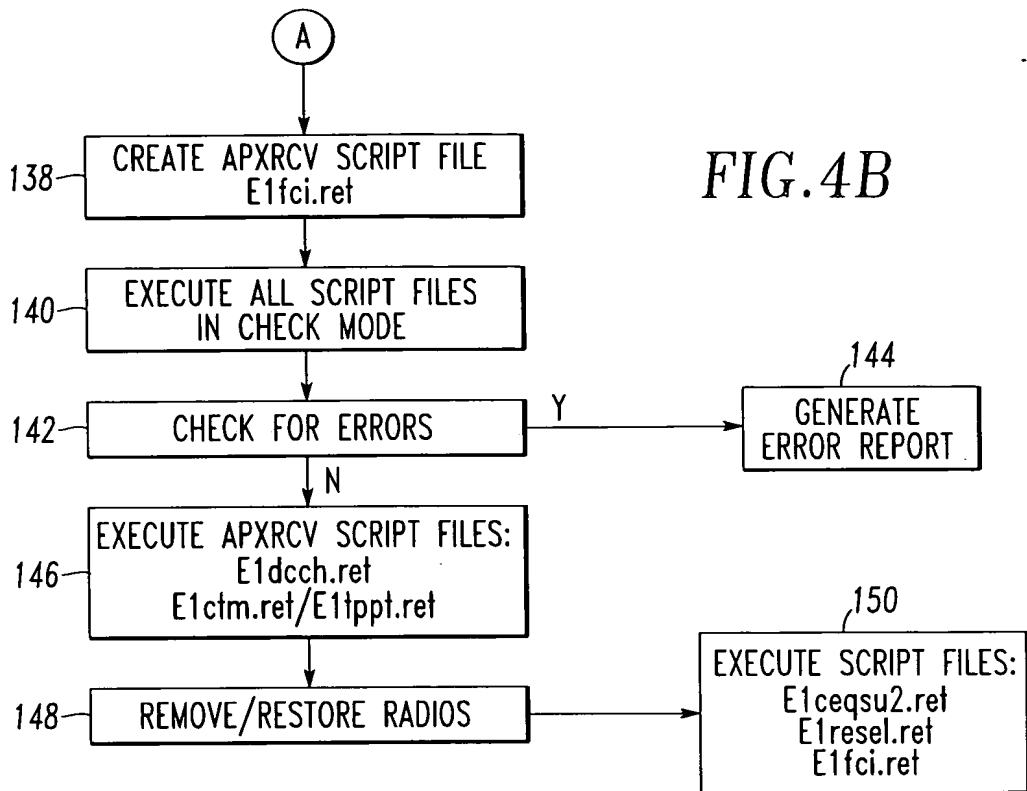 A
138
CREATE APXRCV SCRIPT FILE
E1fci.ret
FIG.4B
140
EXECUTE ALL SCRIPT FILES
IN CHECK MODE
142
CHECK FOR ERRORS
Y
144
GENERATE
ERROR REPORT
N
146
EXECUTE APXRCV SCRIPT FILES:
E1dcch.ret
E1ctm.ret/E1tppt.ret
148
REMOVE/RESTORE RADIOS
150
EXECUTE SCRIPT FILES:
E1ceqsu2.ret
E1resel.ret
E1fci.ret